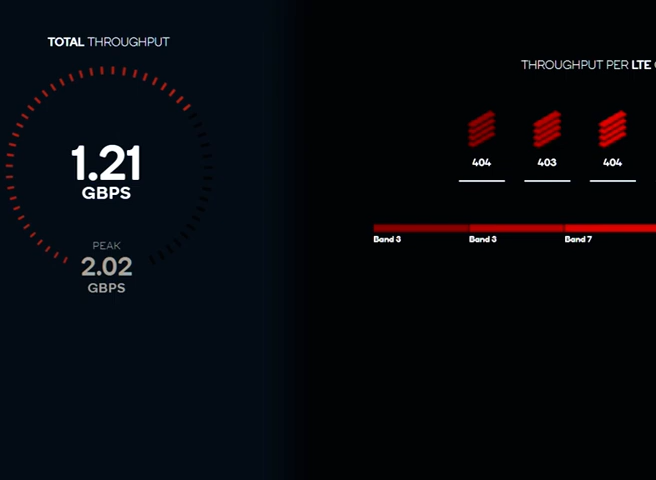 TOTAL THROUGHPUT
1.21
GBPS
PEAK
2.02
GBPS
THROUGHPUT PER LTE
404 403 404
Band 3 Band 3 Band 7